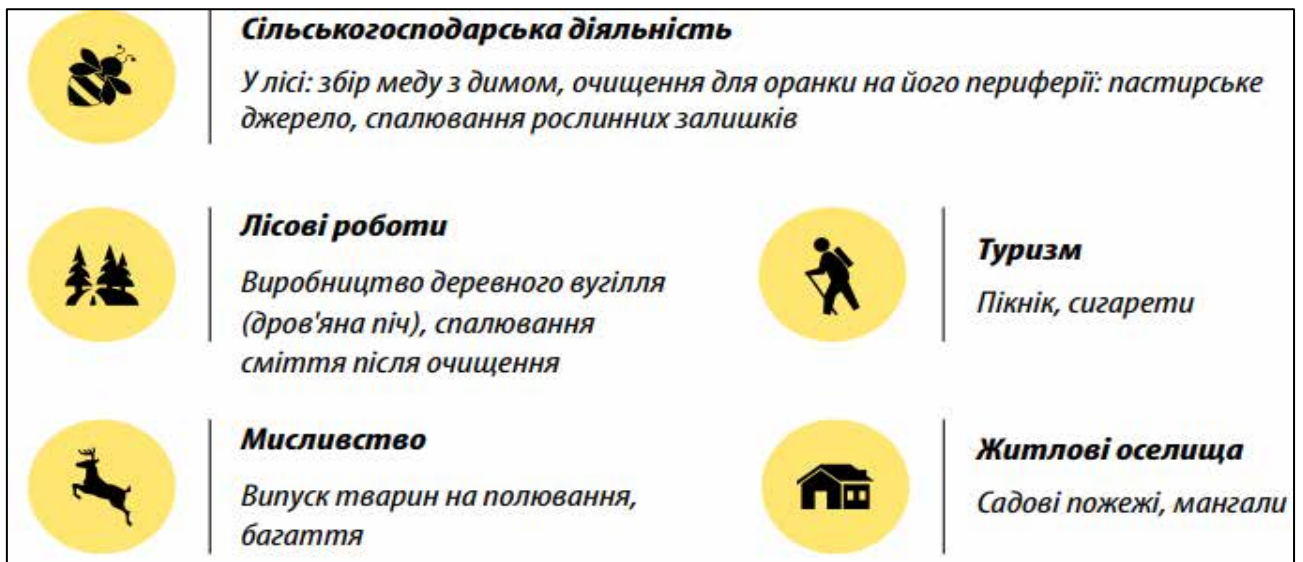 Сільськогосподарська діяльність
У лісі: збір меду з димом, очищення для оранки на його периферії: пастирське
джерело, спалювання рослинних залишків
Лісові роботи
Виробництво деревного вугілля
(дров'яна піч), спалювання
сміття після очищення
Туризм
Пікнік, сигарети
Мисливство
Випуск тварин на полювання,
багаття
Житлові оселища
Садові пожежі, мангали